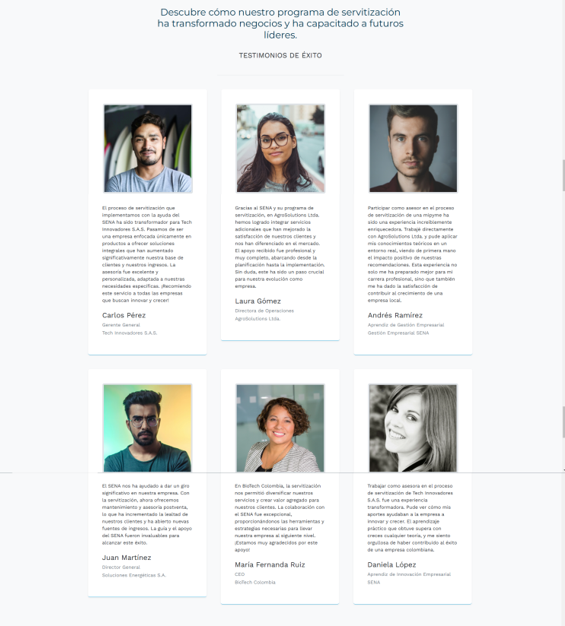 Descubre cómo nuestro programa de servitización
ha transformado negocios y ha capacitado a futuros
líderes.
TESTIMONIOS DE ÉXITO
El proceso de servitización que
implementamos con la ayuda del
SENA ha sido transformador para Tech
Innovadores S.A.S. Pasamos de ser
una empresa enfocada únicamente en
productos a ofrecer soluciones
integrales que han aumentado
significativamente nuestra base de
clientes y nuestros ingresos. La
asesoría fue excelente y
personalizada, adaptada a nuestras
necesidades específicas. ¡Recomiendo
este servicio a todas las empresas
que buscan innovar y crecer!
Carlos Pérez
Gerente General
Tech Innovadores S.A.S.
Gracias al SENA y su programa de
servitización, en AgroSolutions Ltda.
hemos logrado integrar servicios
adicionales que han mejorado la
satisfacción de nuestros clientes y
nos han diferenciado en el mercado.
El apoyo recibido fue profesional y
muy completo, abarcando desde la
planificación hasta la implementación.
Sin duda, este ha sido un paso crucial
para nuestra evolución como
empresa.
Laura Gómez
Directora de Operaciones
AgroSolutions Ltda.
Participar como asesor en el proceso
de servitización de una mipyme ha
sido una experiencia increíblemente
enriquecedora. Trabajé directamente
con AgroSolutions Ltda. y pude aplicar
mis conocimientos teóricos en un
entorno real, viendo de primera mano
el impacto positivo de nuestras
recomendaciones. Esta experiencia no
solo me ha preparado mejor para mi
carrera profesional, sino que también
me ha dado la satisfacción de
contribuir al crecimiento de una
empresa local.
Andrés Ramírez
Aprendiz de Gestión Empresarial
Gestión Empresarial SENA
El SENA nos ha ayudado a dar un giro
significativo en nuestra empresa. Con
la servitización, ahora ofrecemos
mantenimiento y asesoría postventa,
lo que ha incrementado la lealtad de
nuestros clientes y ha abierto nuevas
fuentes de ingresos. La guía y el apoyo
del SENA fueron invaluables para
alcanzar este éxito.
Juan Martínez
Director General
Soluciones Energéticas S.A.
En BioTech Colombia, la servitización
nos permitió diversificar nuestros
servicios y crear valor agregado para
nuestros clientes. La colaboración con
el SENA fue excepcional,
proporcionándonos las herramientas y
estrategias necesarias para llevar
nuestra empresa al siguiente nivel.
¡Estamos muy agradecidos por este
apoyo!
María Fernanda Ruiz
CEO
BioTech Colombia
Trabajar como asesora en el proceso
de servitización de Tech Innovadores
S.A.S. fue una experiencia
transformadora. Pude ver cómo mis
aportes ayudaban a la empresa a
innovar y crecer. El aprendizaje
práctico que obtuve supera con
creces cualquier teoría, y me siento
orgullosa de haber contribuido al éxito
de una empresa colombiana.
Daniela López
Aprendiz de Innovación Empresarial
SENA